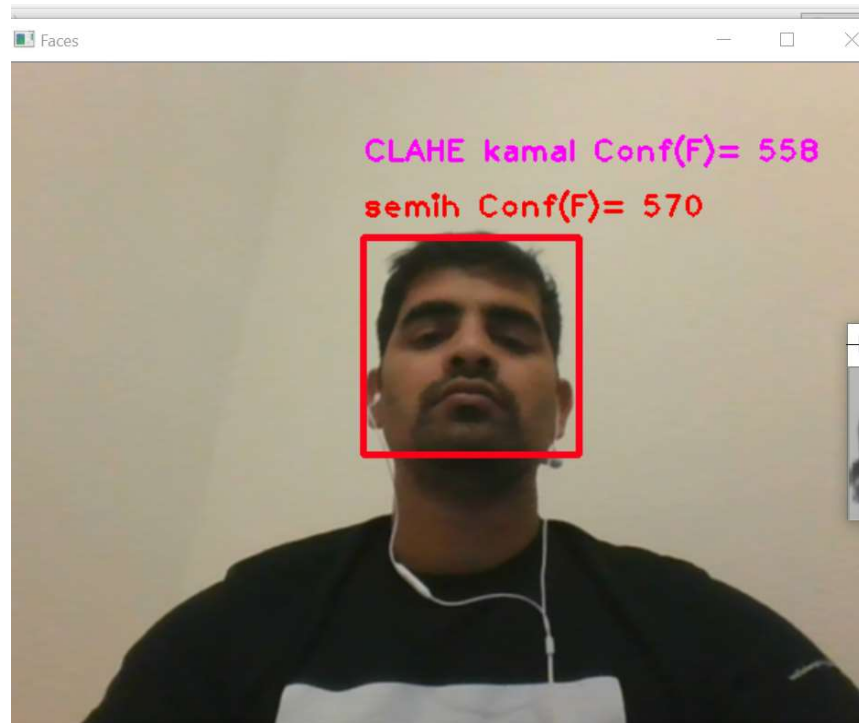 Faces
CLAHE kamal Conf(F)= 558
semih Conf(F)= 570